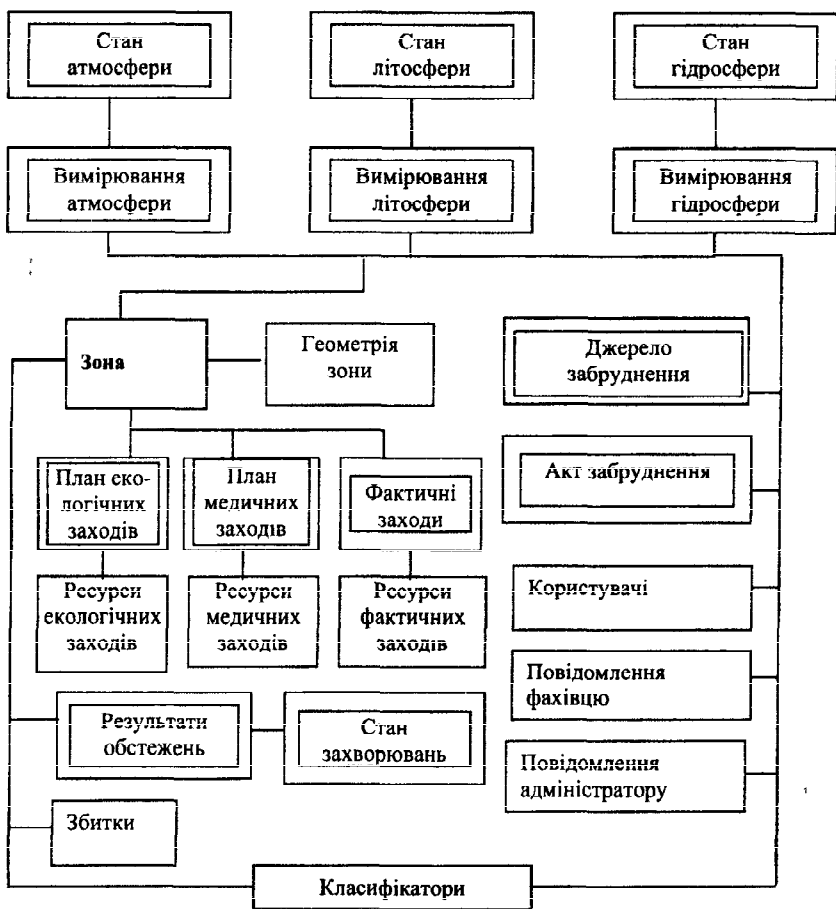 Стан
атмосфери
Стан
літосфери
Стан
гідросфери
Вимірювання
атмосфери
Вимірювання
літосфери
Вимірювання
гідросфери
Зона
Геометрія
зони
Джерело
забруднення
План еко-
логічних
заходів
План
медичних
заходів
Фактичні
заходи
Акт забруднення
Ресурси
екологічних
заходів
Ресурси
медичних
заходів
Ресурси
фактичних
заходів
Користувачі
Повідомлення
фахівцю
Результати
обстежень
Стан
захворювань
Повідомлення
адміністратору
Збитки
Класифікатори